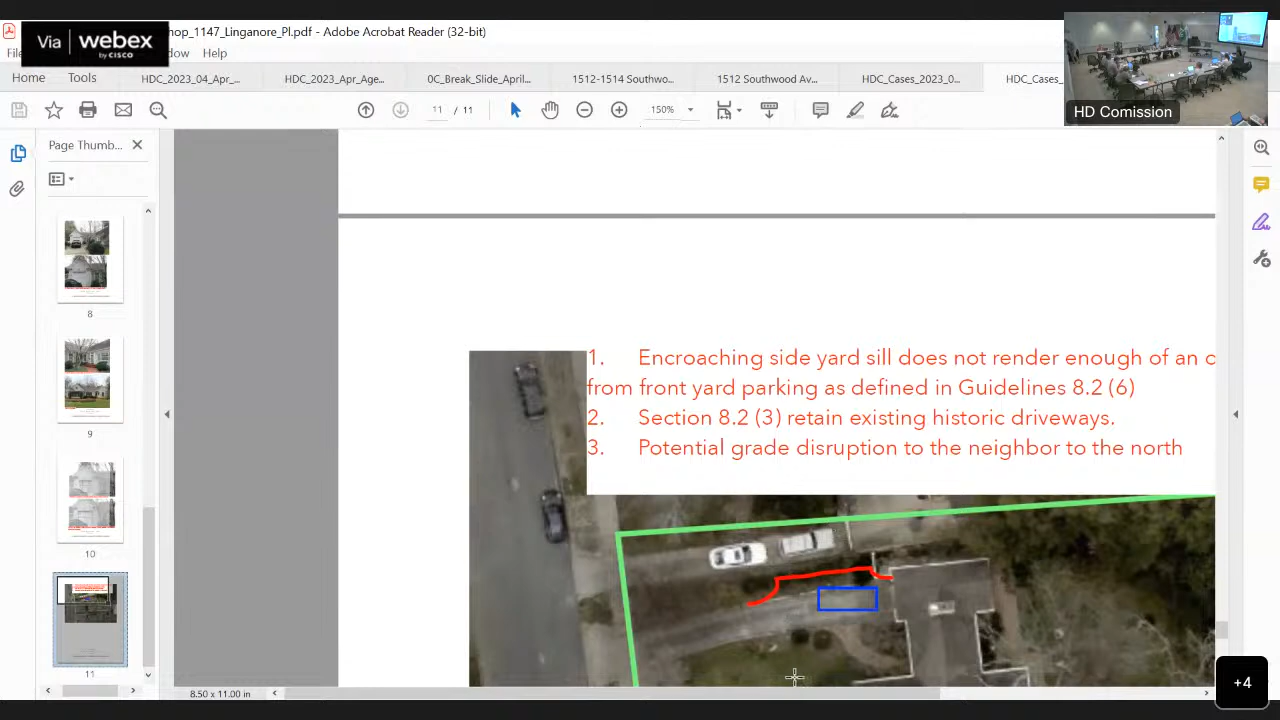 Via webex
by CISCO
hop_1147_Linganore_Pl.pdf - Adobe Acrobat Reader (32-bit)
dow Help
Home Tools HDC_2023_04_Apr_... HDC_2023_Apr_Age... 0C_Break_Slide_April... 1512-1514 Southwo... 1512 Southwood Av... HDC_Cases_2023_0... HDC_Cases_
11 / 11 150%
HD Comission
Page Thumb...
8
9
10
11
1. Encroaching side yard sill does not render enough of an o
from front yard parking as defined in Guidelines 8.2 (6)
2. Section 8.2 (3) retain existing historic driveways.
3. Potential grade disruption to the neighbor to the north
8.50 x 11.00 in
+4